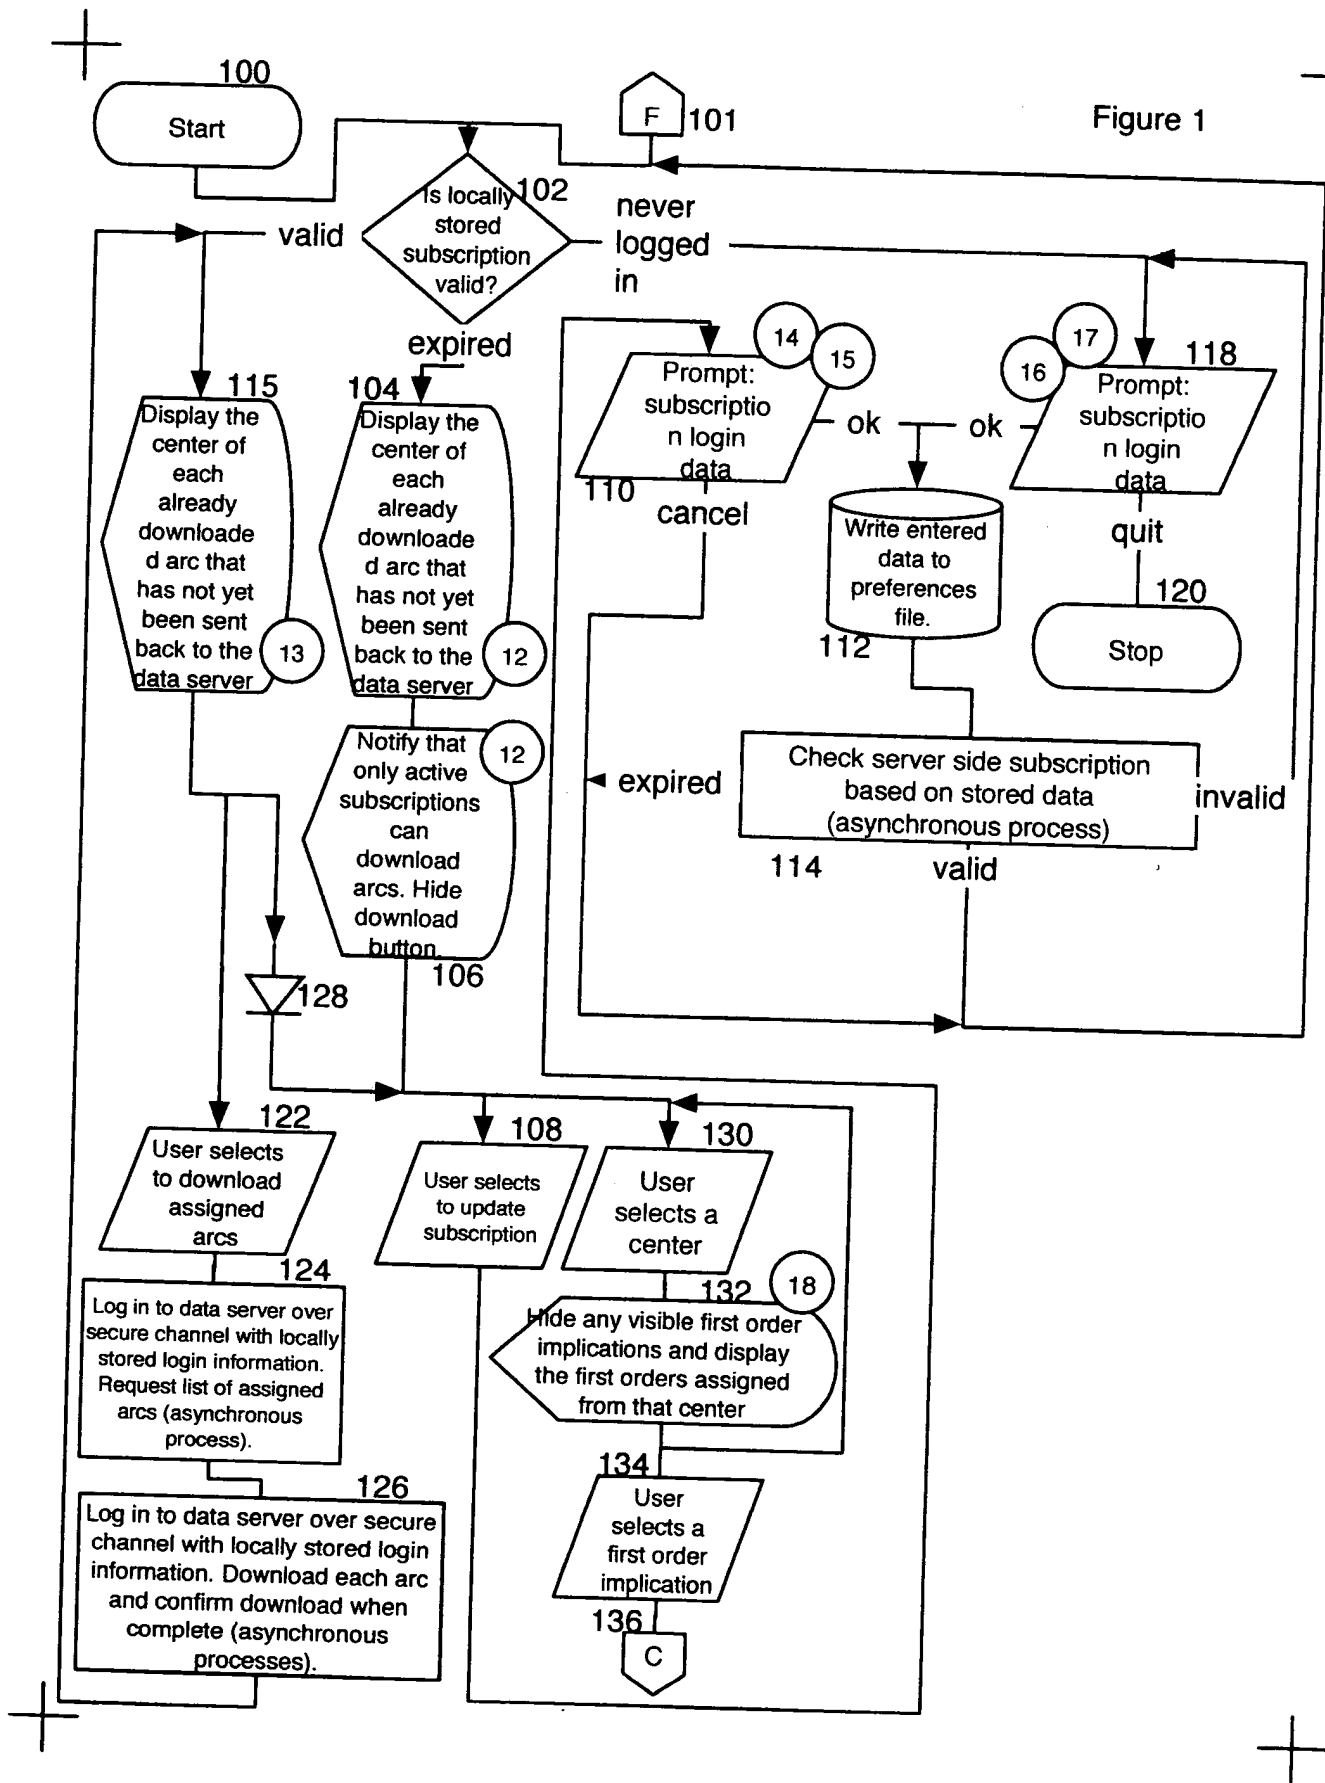 100
Start
F
101
Figure 1
102
Is locally
stored
subscription
valid?
valid
never
logged
in
expired
115
Display the
center of
each
already
downloade
d arc that
has not yet
been sent
back to the
data server
13
104
Display the
center of
each
already
downloade
d arc that
has not yet
been sent
back to the
data server
12
14
15
Prompt:
subscriptio
n login
data
110
ok
cancel
17
16
118
Prompt:
subscriptio
n login
data
ok
quit
120
Stop
Write entered
data to
preferences
file.
112
Notify that
only active
subscriptions
can
download
arcs. Hide
download
button.
12
106
expired
Check server side subscription
based on stored data
(asynchronous process)
invalid
114
valid
128
122
User selects
to download
assigned
arcs
108
User selects
to update
subscription
130
User
selects a
center
124
Log in to data server over
secure channel with locally
stored login information.
Request list of assigned
arcs (asynchronous
process).
132
18
Hide any visible first order
implications and display
the first orders assigned
from that center
126
Log in to data server over secure
channel with locally stored login
information. Download each arc
and confirm download when
complete (asynchronous
processes).
134
User
selects a
first order
implication
136
C